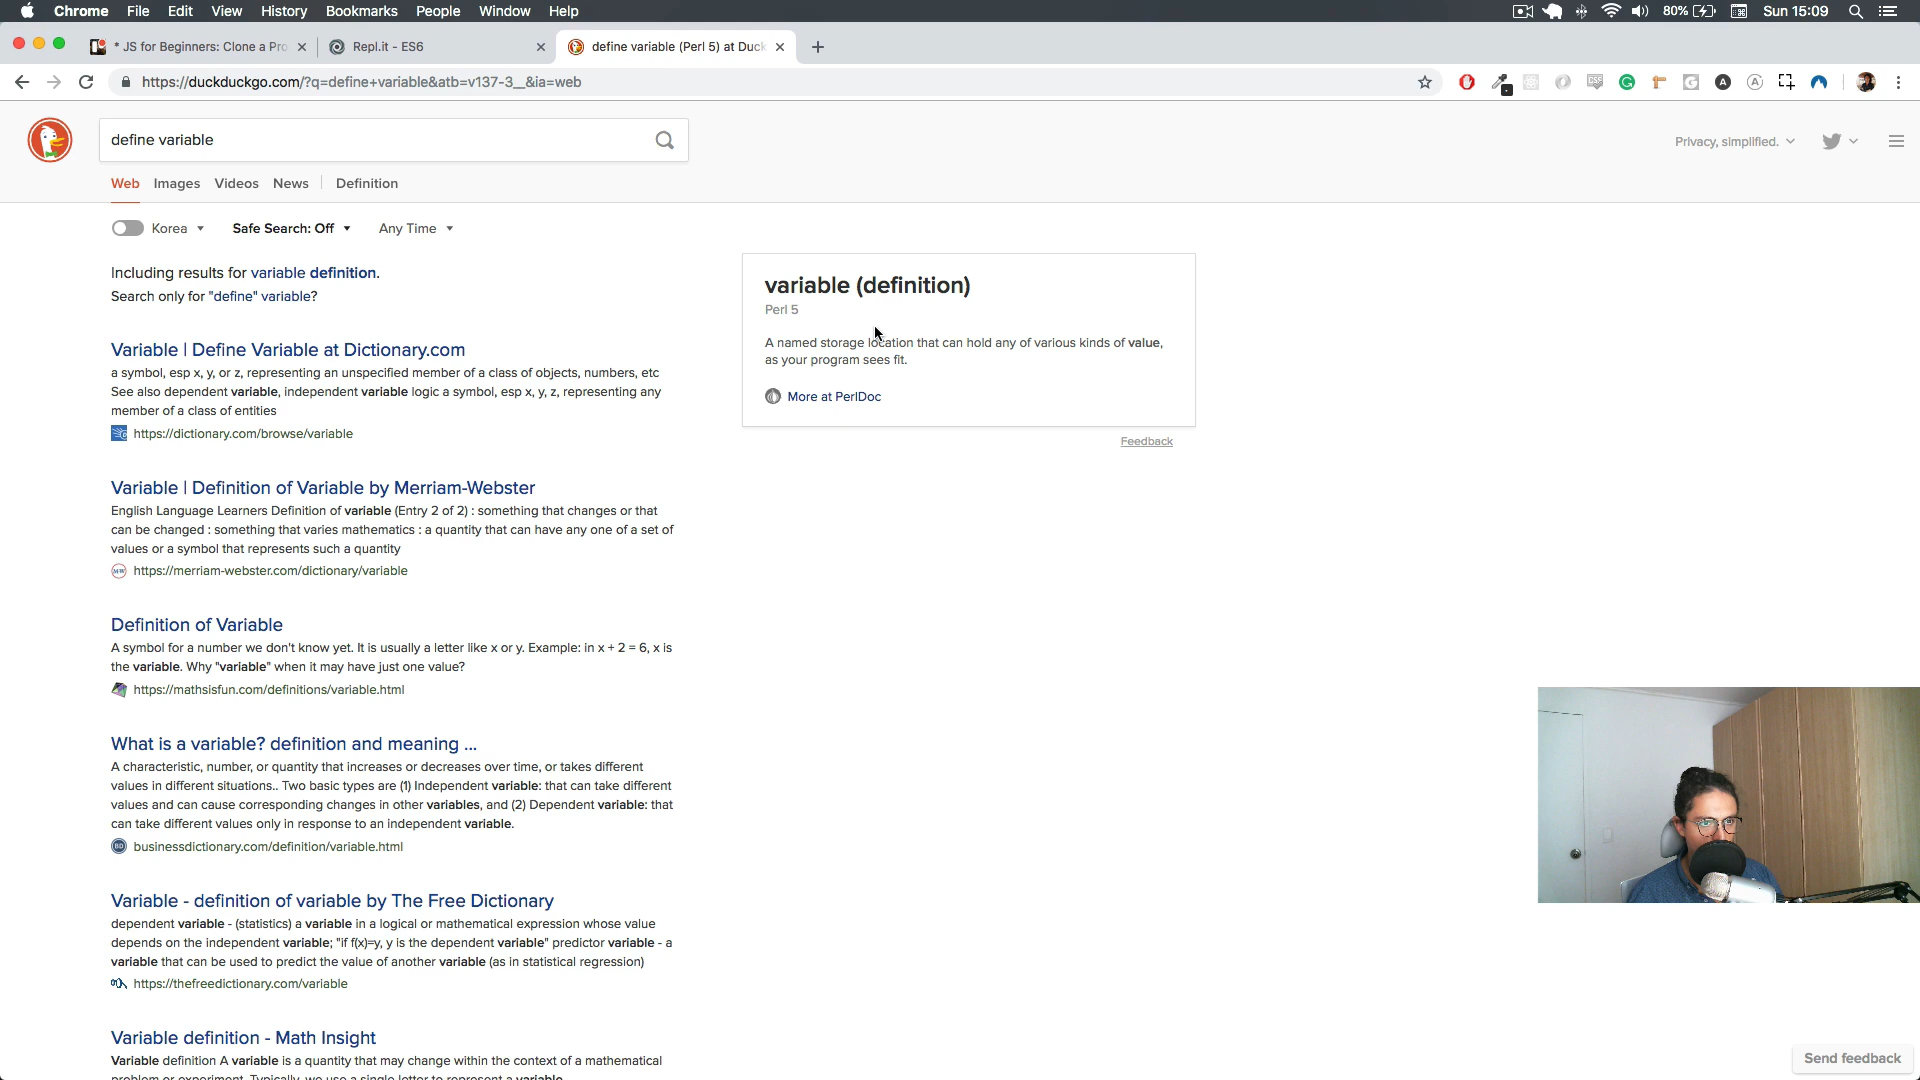 Chrome File Edit View History Bookmarks People Window Help 80% Sun 15:09
* JS for Beginners: Clone a Pro Repl.it - ES6 define variable (Perl 5) at Duck
https://duckduckgo.com/?q=define+variable&atb=v137-3__&ia=web
define variable
Privacy, simplified.
Web Images Videos News Definition
Korea Safe Search: Off Any Time
Including results for variable definition.
Search only for "define" variable?
Variable | Define Variable at Dictionary.com
a symbol, esp x, y, or z, representing an unspecified member of a class of objects, numbers, etc
See also dependent variable, independent variable logic a symbol, esp x, y, z, representing any
member of a class of entities
https://dictionary.com/browse/variable
Variable | Definition of Variable by Merriam-Webster
English Language Learners Definition of variable (Entry 2 of 2) : something that changes or that
can be changed : something that varies mathematics : a quantity that can have any one of a set of
values or a symbol that represents such a quantity
https://merriam-webster.com/dictionary/variable
Definition of Variable
A symbol for a number we don't know yet. It is usually a letter like x or y. Example: in x + 2 = 6, x is
the variable. Why "variable" when it may have just one value?
https://mathsisfun.com/definitions/variable.html
What is a variable? definition and meaning ...
A characteristic, number, or quantity that increases or decreases over time, or takes different
values in different situations.. Two basic types are (1) Independent variable: that can take different
values and can cause corresponding changes in other variables, and (2) Dependent variable: that
can take different values only in response to an independent variable.
businessdictionary.com/definition/variable.html
Variable - definition of variable by The Free Dictionary
dependent variable - (statistics) a variable in a logical or mathematical expression whose value
depends on the independent variable; "if f(x)=y, y is the dependent variable" predictor variable - a
variable that can be used to predict the value of another variable (as in statistical regression)
https://thefreedictionary.com/variable
Variable definition - Math Insight
Variable definition A variable is a quantity that may change within the context of a mathematical
problem or experiment. Typically, we use a single letter to represent a variable.
variable (definition)
Perl 5
A named storage location that can hold any of various kinds of value,
as your program sees fit.
More at PerlDoc
Feedback
Send feedback